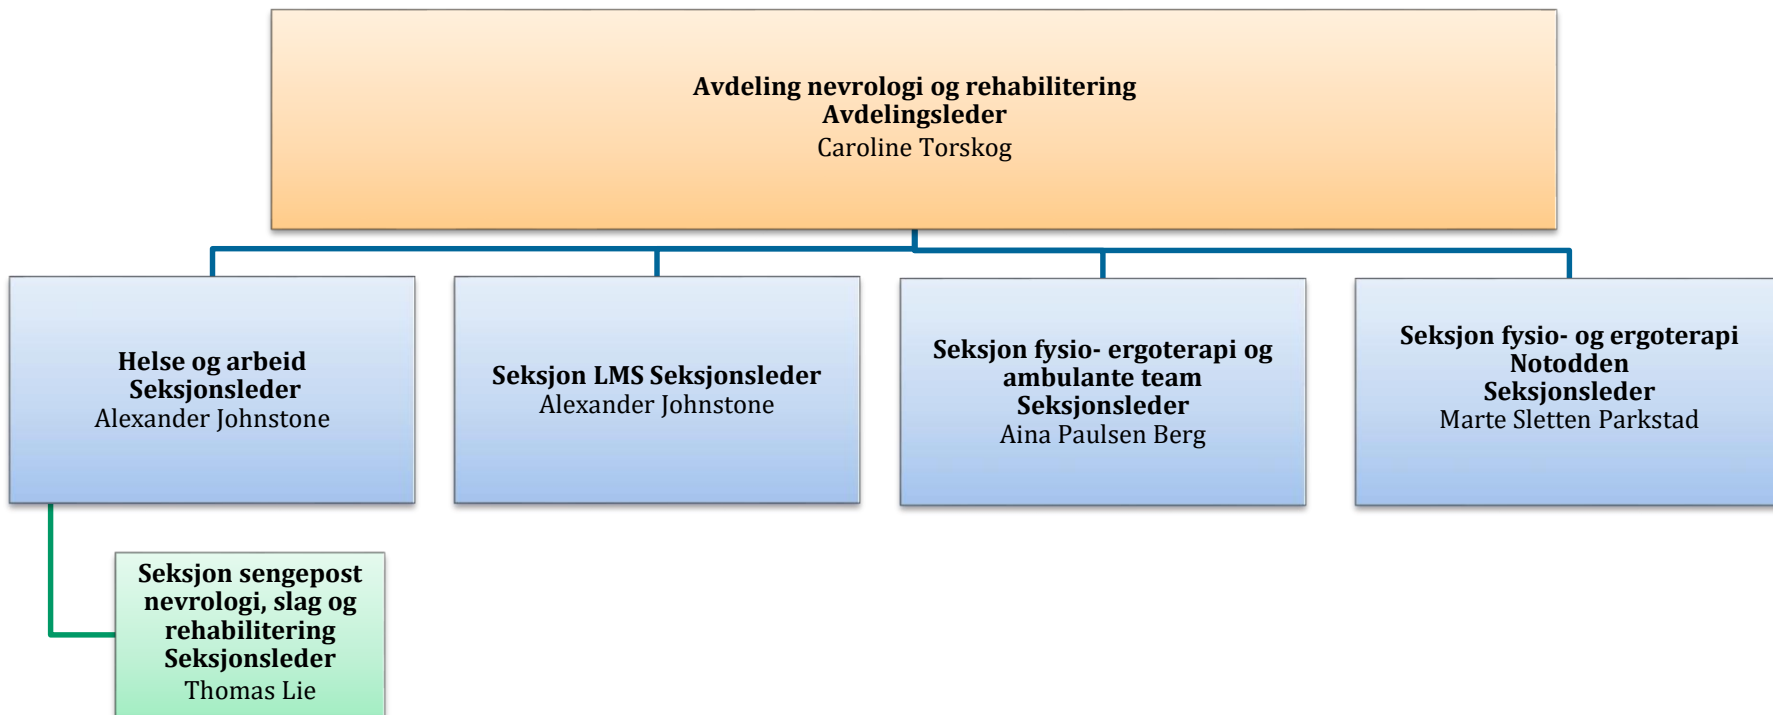 Avdeling nevrologi og rehabilitering
Avdelingsleder
Caroline Torskog
Helse og arbeid
Seksjonsleder
Alexander Johnstone
Seksjon LMS Seksjonsleder
Alexander Johnstone
Seksjon fysio- ergoterapi og
ambulante team
Seksjonsleder
Aina Paulsen Berg
Seksjon fysio- og ergoterapi
Notodden
Seksjonsleder
Marte Sletten Parkstad
Seksjon sengepost
nevrologi, slag og
rehabilitering
Seksjonsleder
Thomas Lie